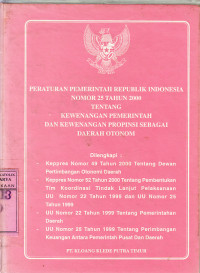 PERATURAN PEMERINTAH REPUBLIK INDONESIA
NOMOR 25 TAHUN 2000
TENTANG
KEWENANGAN PEMERINTAH
DAN KEWENANGAN PROPINSI SEBAGAI
DAERAH OTONOM
Dilengkapi :
- Keppres Nomor 49 Tahun 2000 Tentang Dewan
Pertimbangan Otonomi Daerah
- Keppres Nomor 52 Tahun 2000 Tentang Pembentukan
Tim Koordinasi Tindak Lanjut Pelaksanaan
UU Nomor 22 Tahun 1999 dan UU Nomor 25
Tahun 1999
- UU Nomor 22 Tahun 1999 Tentang Pemerintahan
Daerah
- UU Nomor 25 Tahun 1999 Tentang Perimbangan
Keuangan Antara Pemerintah Pusat Dan Daerah
PT. KLOANG KLEDE PUTRA TIMUR